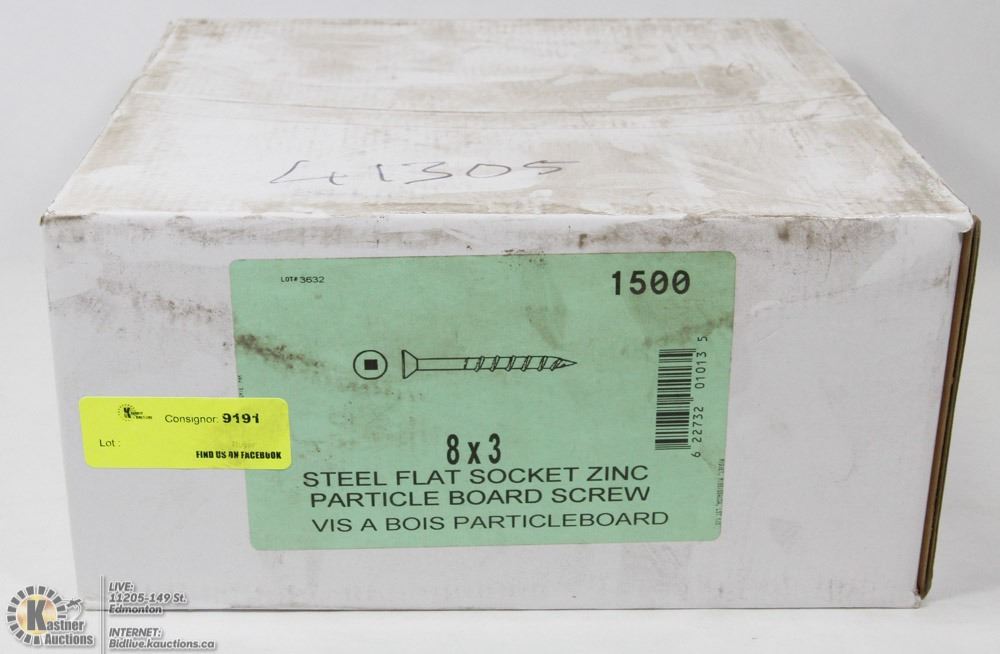 41305
LOT# 3632
1500
6 22732 01013 5
8 x 3
STEEL FLAT SOCKET ZINC
PARTICLE BOARD SCREW
VIS A BOIS PARTICLEBOARD
Consignor: 9191
Lot :
FIND US ON FACEBOOK
Kastner
Auctions
LIVE:
11205-149 St.
Edmonton
INTERNET:
Bidlive.kauctions.ca